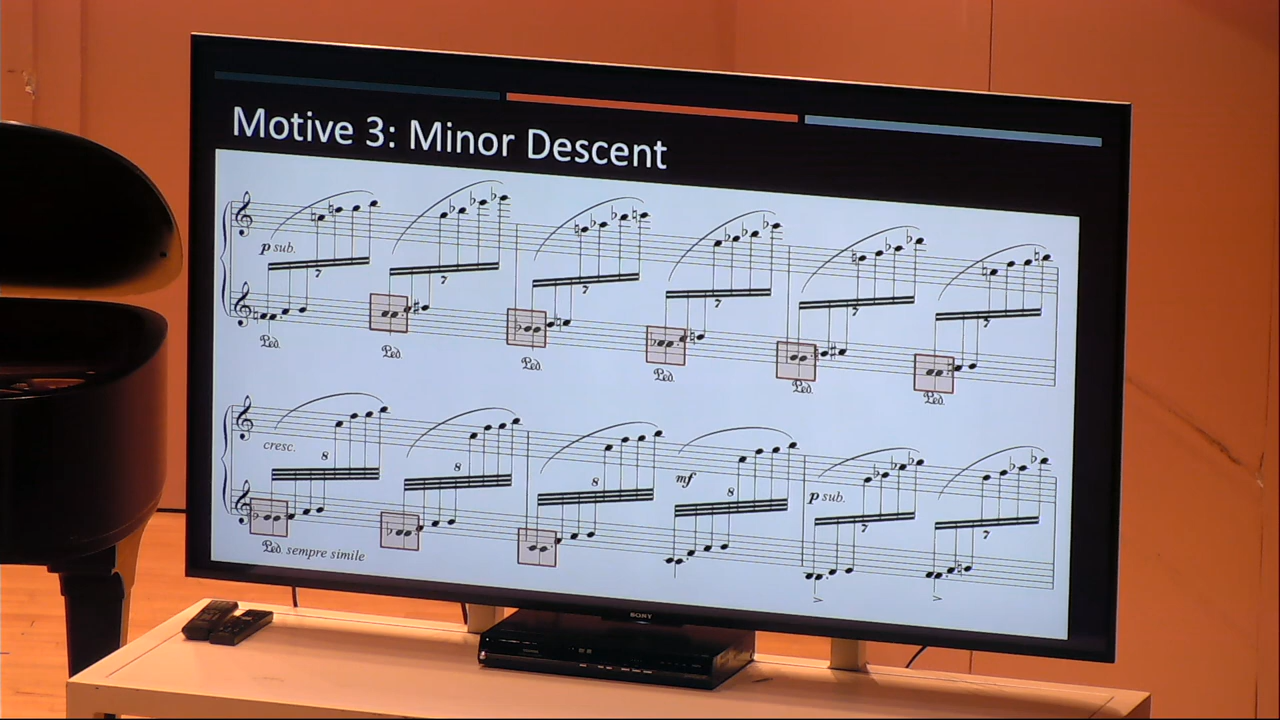 Motive 3: Minor Descent
p sub.
7 7 7 7 7 7
Ped. Ped. Ped. Ped. Ped. Ped.
cresc. mf p sub.
8 8 8 8 7 7
Ped. sempre simile
SONY